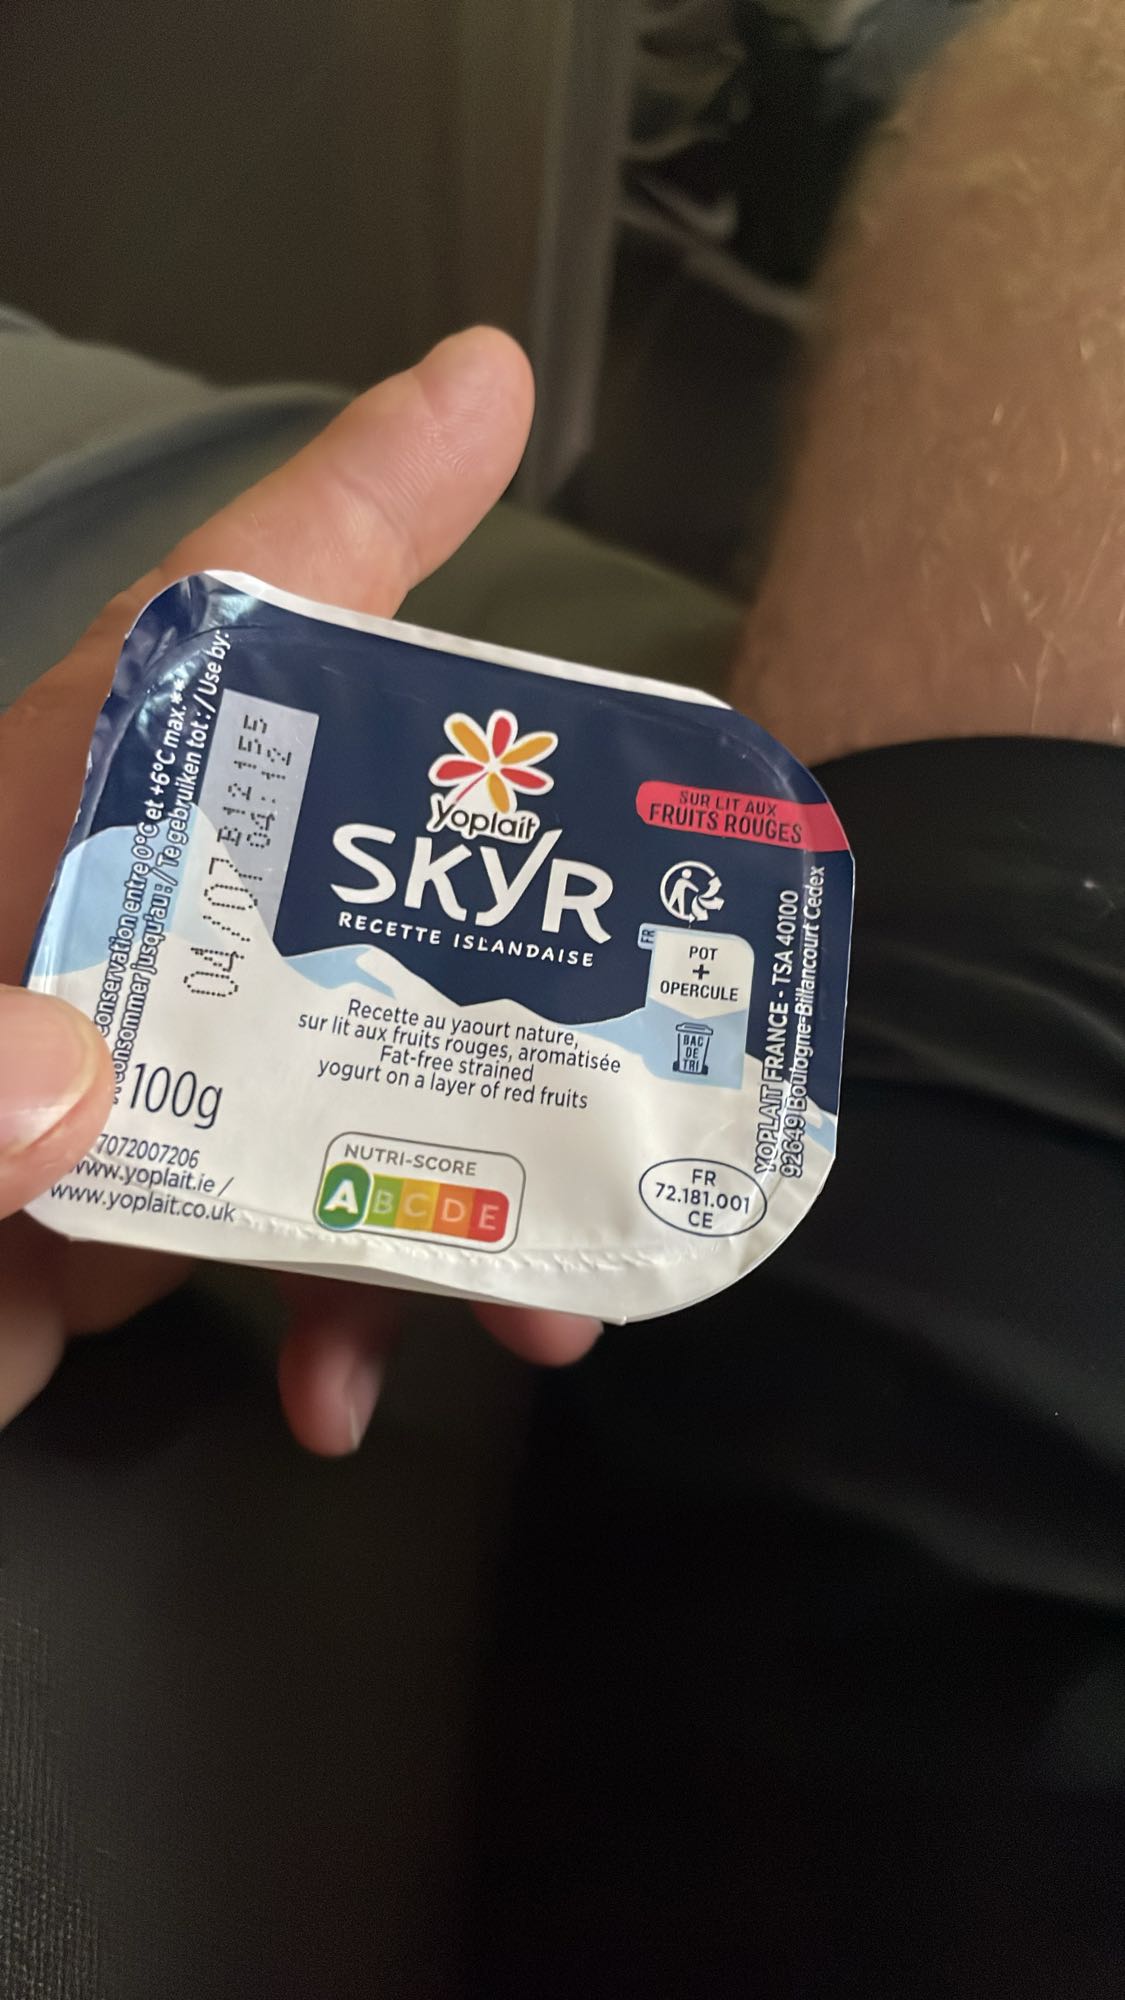 Yoplait
SKYR
RECETTE ISLANDAISE
SUR LIT AUX
FRUITS ROUGES
FR
POT
+
OPERCULE
BAC
DE
TRI
Recette au yaourt nature,
sur lit aux fruits rouges, aromatisée
Fat-free strained
yogurt on a layer of red fruits
NUTRI-SCORE
A B C D E
FR
72.181.001
CE
YOPLAIT FRANCE - TSA 40100
92649 Boulogne-Billancourt Cedex
conservation entre 0°C et +6°C max.**
consommer jusqu'au : / Te gebruiken tot : / Use by:
04/07
100g
7072007206
www.yoplait.ie /
www.yoplait.co.uk